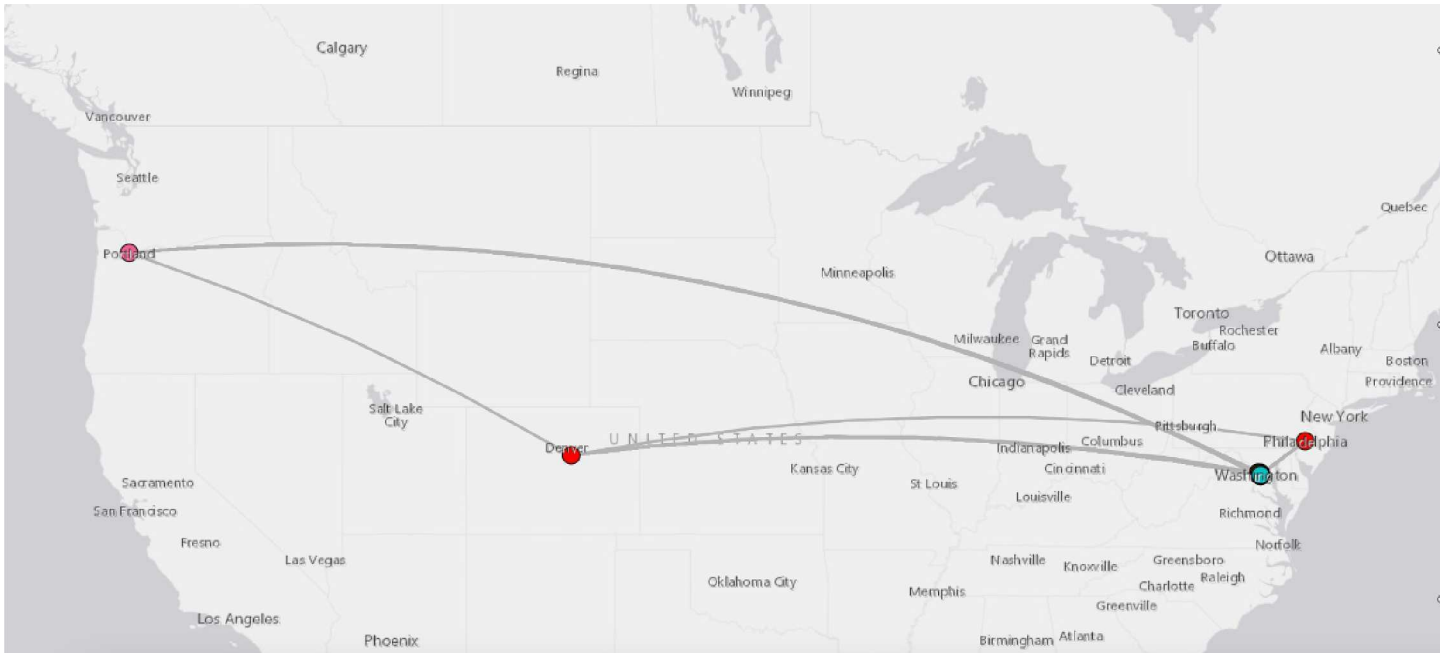 Calgary
Regina
Winnipeg
Vancouver
Seattle
Quebec
Portland
Ottawa
Minneapolis
Toronto
Rochester
Milwaukee
Grand
Rapids
Buffalo
Albany
Detroit
Boston
Chicago
Cleveland
Providence
Salt Lake
City
New York
Pittsburgh
UNITED STATES
Denver
Indianapolis
Columbus
Philadelphia
Kansas City
Cincinnati
Washington
Sacramento
St Louis
Louisville
San Francisco
Richmond
Fresno
Norfolk
Las Vegas
Nashville
Knoxville
Greensboro
Oklahoma City
Memphis
Charlotte
Raleigh
Greenville
Los Angeles
Phoenix
Birmingham
Atlanta